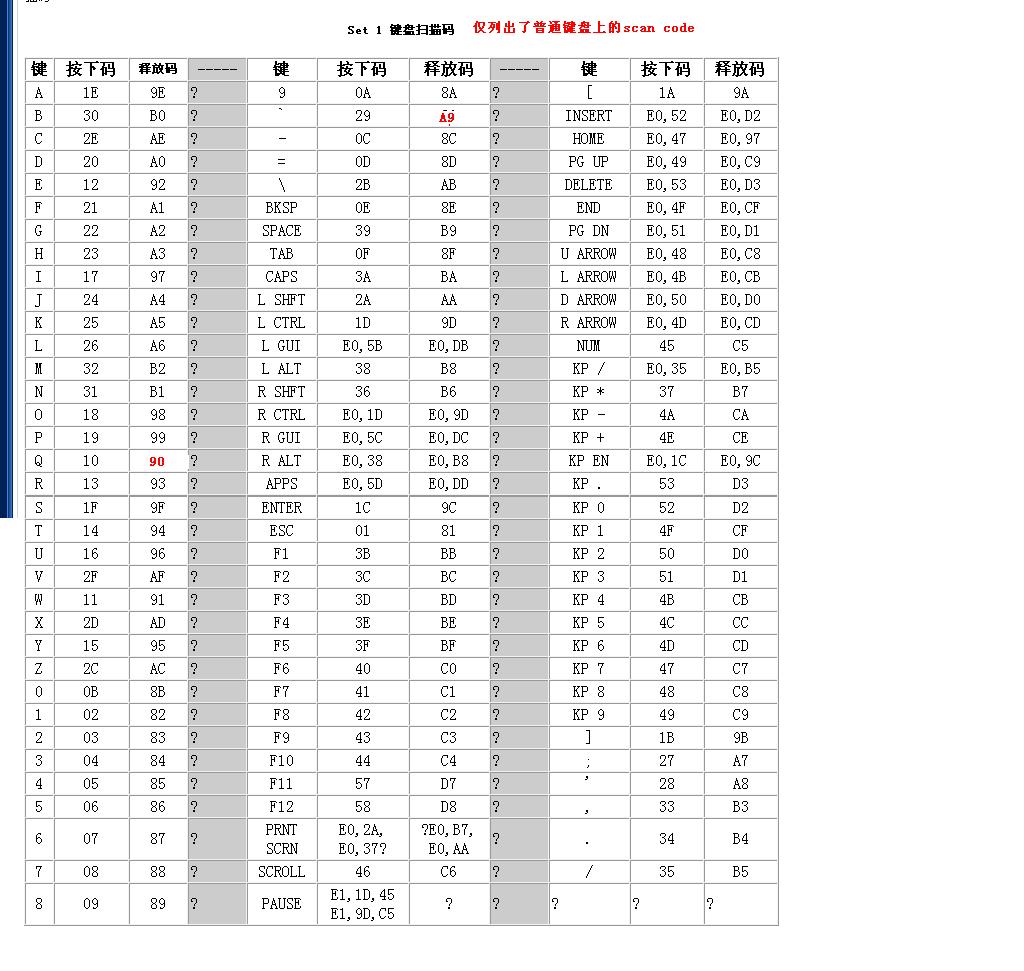 Set 1 键盘扫描码 仅列出了普通键盘上的scan code
键 按下码 释放码 ----- 键 按下码 释放码 ----- 键 按下码 释放码
A 1E 9E ? 9 0A 8A ? [ 1A 9A
B 30 B0 ? ` 29 A9 ? INSERT E0,52 E0,D2
C 2E AE ? - 0C 8C ? HOME E0,47 E0,97
D 20 A0 ? = 0D 8D ? PG UP E0,49 E0,C9
E 12 92 ? \ 2B AB ? DELETE E0,53 E0,D3
F 21 A1 ? BKSP 0E 8E ? END E0,4F E0,CF
G 22 A2 ? SPACE 39 B9 ? PG DN E0,51 E0,D1
H 23 A3 ? TAB 0F 8F ? U ARROW E0,48 E0,C8
I 17 97 ? CAPS 3A BA ? L ARROW E0,4B E0,CB
J 24 A4 ? L SHFT 2A AA ? D ARROW E0,50 E0,D0
K 25 A5 ? L CTRL 1D 9D ? R ARROW E0,4D E0,CD
L 26 A6 ? L GUI E0,5B E0,DB ? NUM 45 C5
M 32 B2 ? L ALT 38 B8 ? KP / E0,35 E0,B5
N 31 B1 ? R SHFT 36 B6 ? KP * 37 B7
O 18 98 ? R CTRL E0,1D E0,9D ? KP - 4A CA
P 19 99 ? R GUI E0,5C E0,DC ? KP + 4E CE
Q 10 90 ? R ALT E0,38 E0,B8 ? KP EN E0,1C E0,9C
R 13 93 ? APPS E0,5D E0,DD ? KP . 53 D3
S 1F 9F ? ENTER 1C 9C ? KP 0 52 D2
T 14 94 ? ESC 01 81 ? KP 1 4F CF
U 16 96 ? F1 3B BB ? KP 2 50 D0
V 2F AF ? F2 3C BC ? KP 3 51 D1
W 11 91 ? F3 3D BD ? KP 4 4B CB
X 2D AD ? F4 3E BE ? KP 5 4C CC
Y 15 95 ? F5 3F BF ? KP 6 4D CD
Z 2C AC ? F6 40 C0 ? KP 7 47 C7
0 0B 8B ? F7 41 C1 ? KP 8 48 C8
1 02 82 ? F8 42 C2 ? KP 9 49 C9
2 03 83 ? F9 43 C3 ? ] 1B 9B
3 04 84 ? F10 44 C4 ? ; 27 A7
4 05 85 ? F11 57 D7 ? ' 28 A8
5 06 86 ? F12 58 D8 ? , 33 B3
6 07 87 ? PRNT SCRN E0,2A, E0,37? ?E0,B7, E0,AA ? . 34 B4
7 08 88 ? SCROLL 46 C6 ? / 35 B5
8 09 89 ? PAUSE E1,1D,45 E1,9D,C5 ? ? ? ? ?